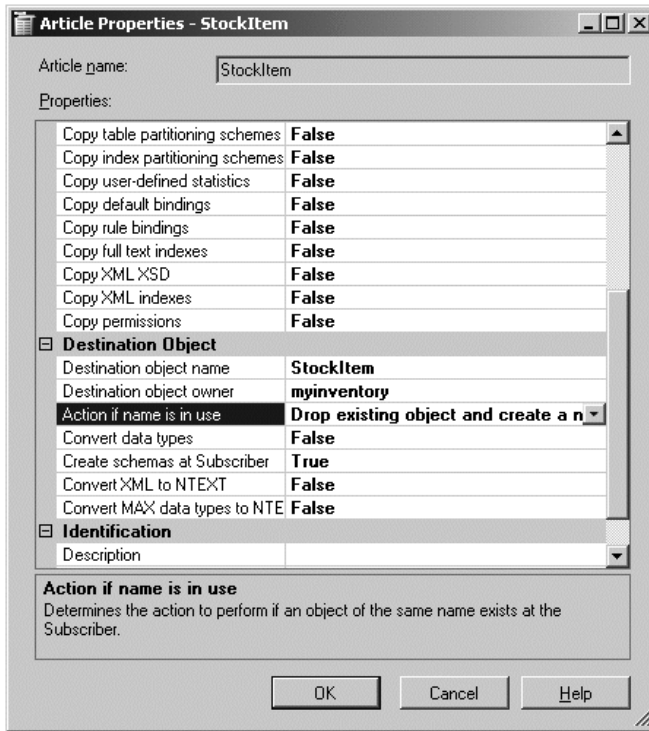 Article Properties - StockItem
Article name: StockItem
Properties:
Copy table partitioning schemes False
Copy index partitioning schemes False
Copy user-defined statistics False
Copy default bindings False
Copy rule bindings False
Copy full text indexes False
Copy XML XSD False
Copy XML indexes False
Copy permissions False
Destination Object
Destination object name StockItem
Destination object owner myinventory
Action if name is in use Drop existing object and create a n
Convert data types False
Create schemas at Subscriber True
Convert XML to NTEXT False
Convert MAX data types to NTE False
Identification
Description
Action if name is in use
Determines the action to perform if an object of the same name exists at the
Subscriber.
OK Cancel Help